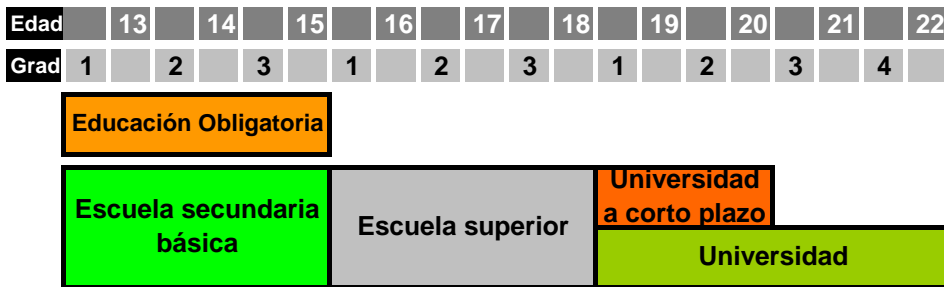 Edad 13 14 15 16 17 18 19 20 21 22
Grad 1 2 3 1 2 3 1 2 3 4
Educación Obligatoria
Escuela secundaria
básica
Escuela superior
Universidad
a corto plazo
Universidad